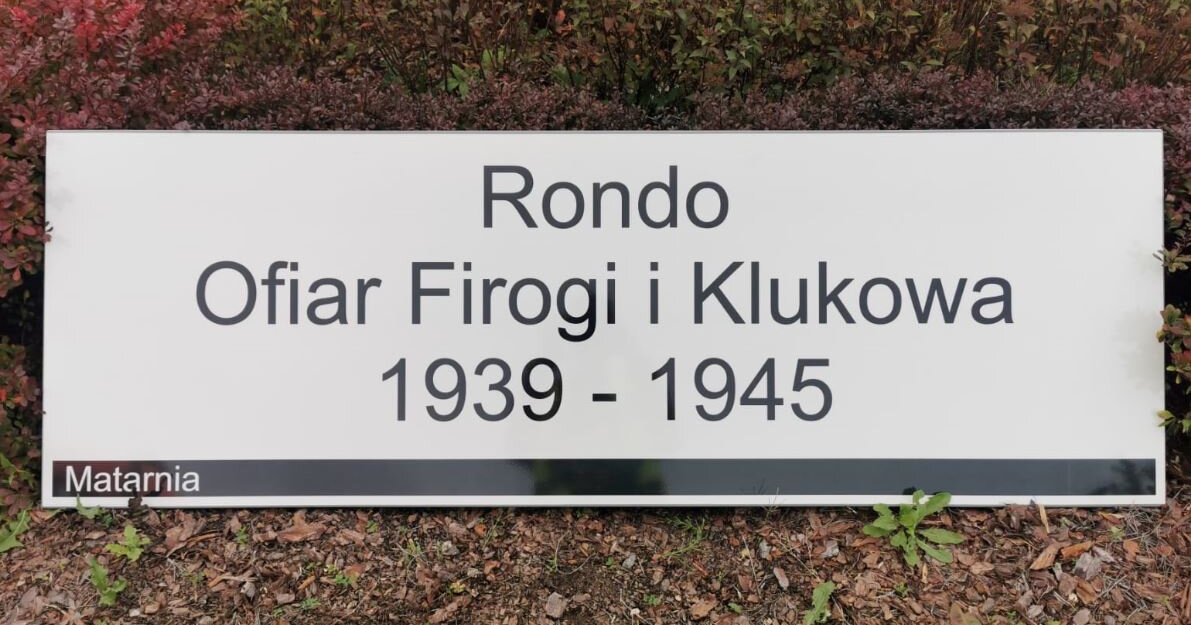 Rondo
Ofiar Firogi i Klukowa
1939 - 1945
Matarnia